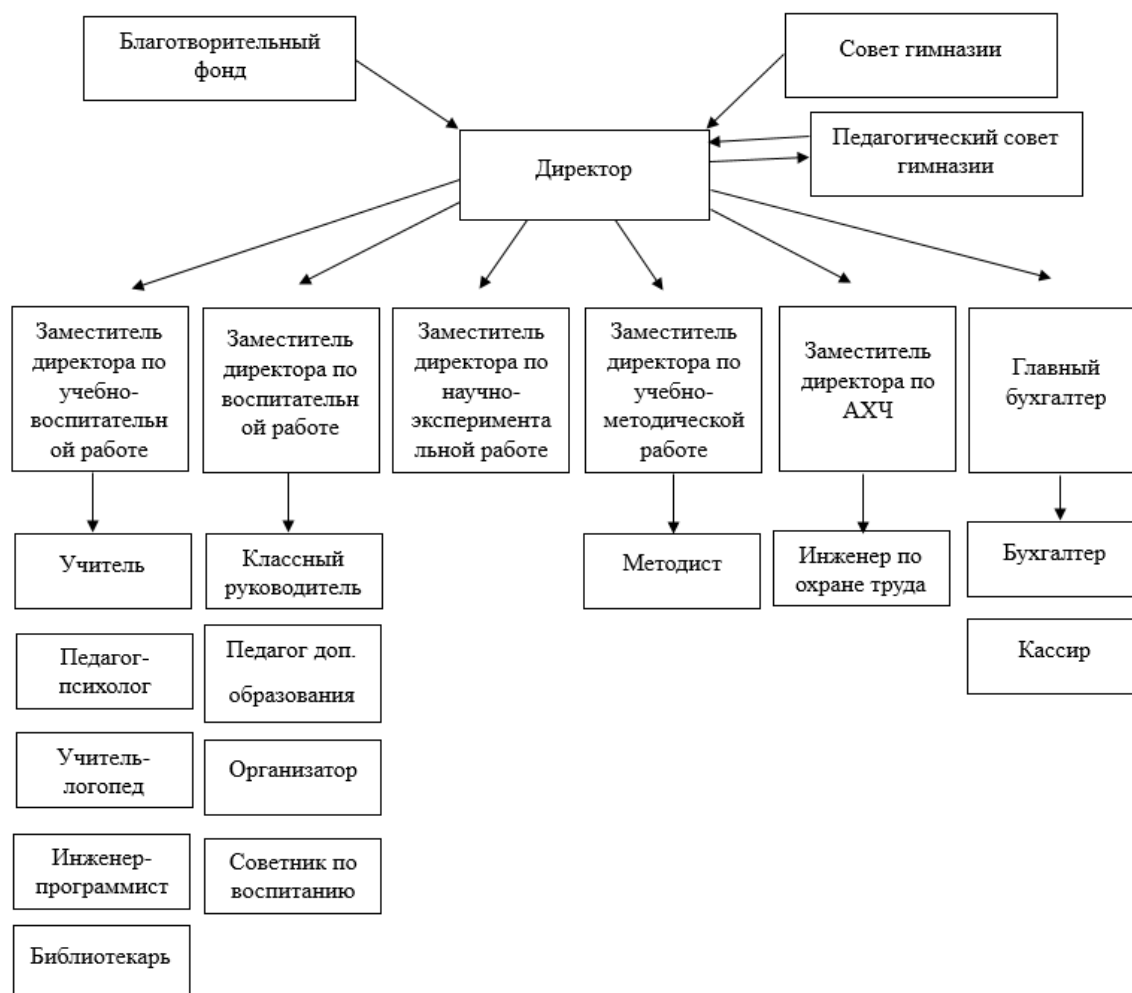 Благотворительный
фонд
Совет гимназии
Педагогический совет
гимназии
Директор
Заместитель
директора по
учебно-
воспитательн
ой работе
Заместитель
директора по
воспитательн
ой работе
Заместитель
директора по
научно-
эксперимента
льной работе
Заместитель
директора по
учебно-
методической
работе
Заместитель
директора по
АХЧ
Главный
бухгалтер
Учитель
Классный
руководитель
Методист
Инженер по
охране труда
Бухгалтер
Педагог-
психолог
Педагог доп.
образования
Кассир
Учитель-
логопед
Организатор
Инженер-
программист
Советник по
воспитанию
Библиотекарь